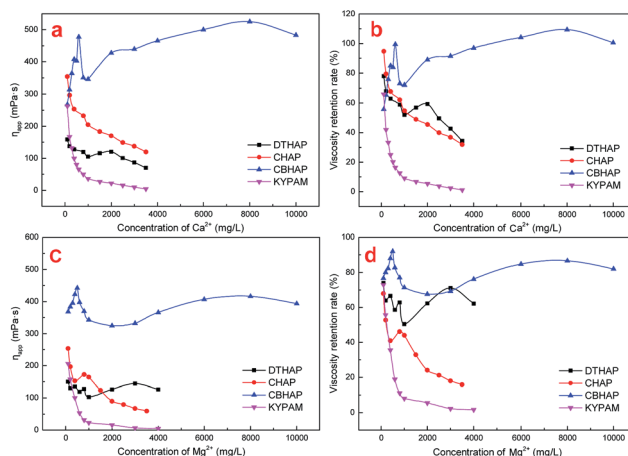 a
η_app (mPa·s)
500
400
300
200
100
0
DTHAP
CHAP
CBHAP
KYPAM
0 2000 4000 6000 8000 10000
Concentration of Ca²⁺ (mg/L)
b
Viscosity retention rate (%)
120
100
80
60
40
20
0
DTHAP
CHAP
CBHAP
KYPAM
0 2000 4000 6000 8000 10000
Concentration of Ca²⁺ (mg/L)
c
η_app (mPa·s)
600
500
400
300
200
100
0
DTHAP
CHAP
CBHAP
KYPAM
0 2000 4000 6000 8000 10000
Concentration of Mg²⁺ (mg/L)
d
Viscosity retention rate (%)
100
80
60
40
20
0
DTHAP
CHAP
CBHAP
KYPAM
0 2000 4000 6000 8000 10000
Concentration of Mg²⁺ (mg/L)